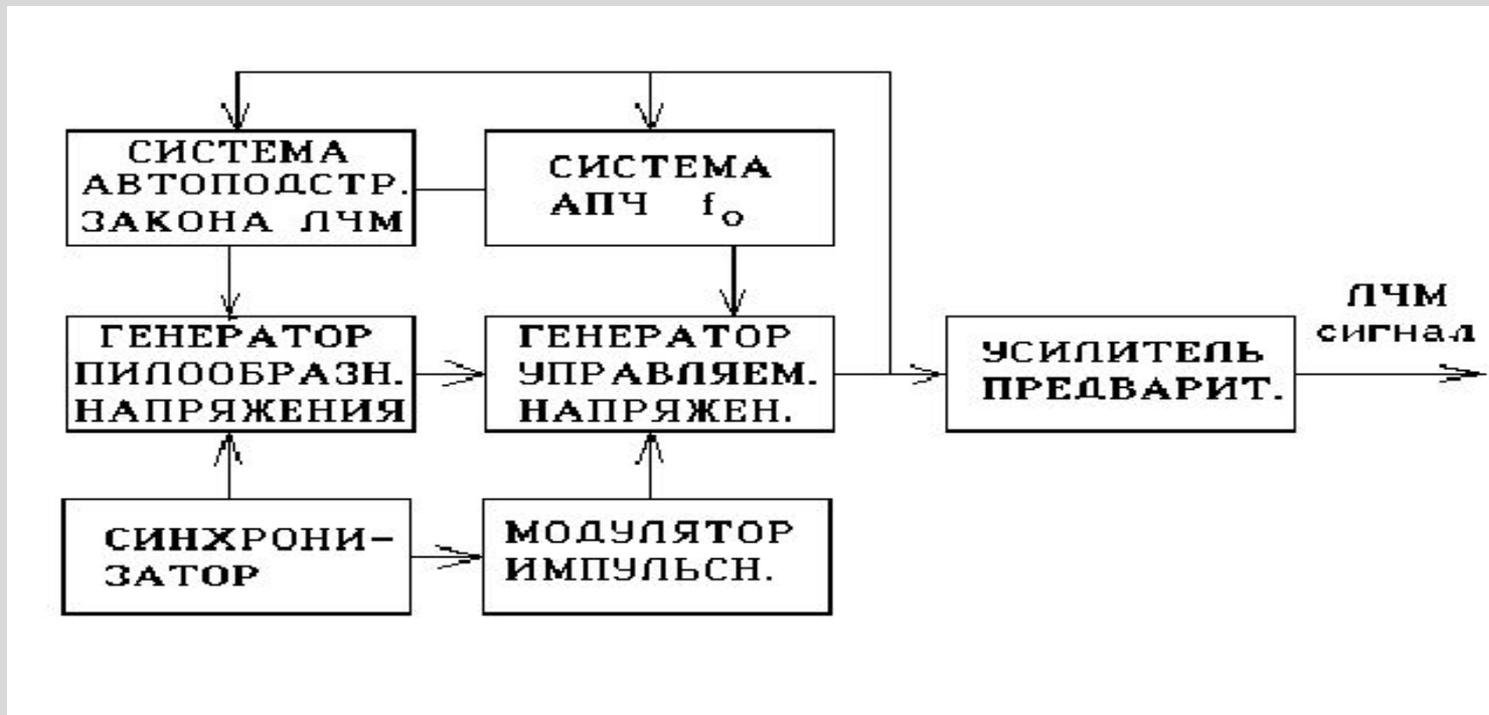 СИСТЕМА
АВТОПОДСТР.
ЗАКОНА ЛЧМ
СИСТЕМА
АПЧ f₀
ГЕНЕРАТОР
ПИЛООБРАЗН.
НАПРЯЖЕНИЯ
ГЕНЕРАТОР
УПРАВЛЯЕМ.
НАПРЯЖЕН.
УСИЛИТЕЛЬ
ПРЕДВАРИТ.
ЛЧМ
сигнал
СИНХРОНИ-
ЗАТОР
МОДУЛЯТОР
ИМПУЛЬСН.